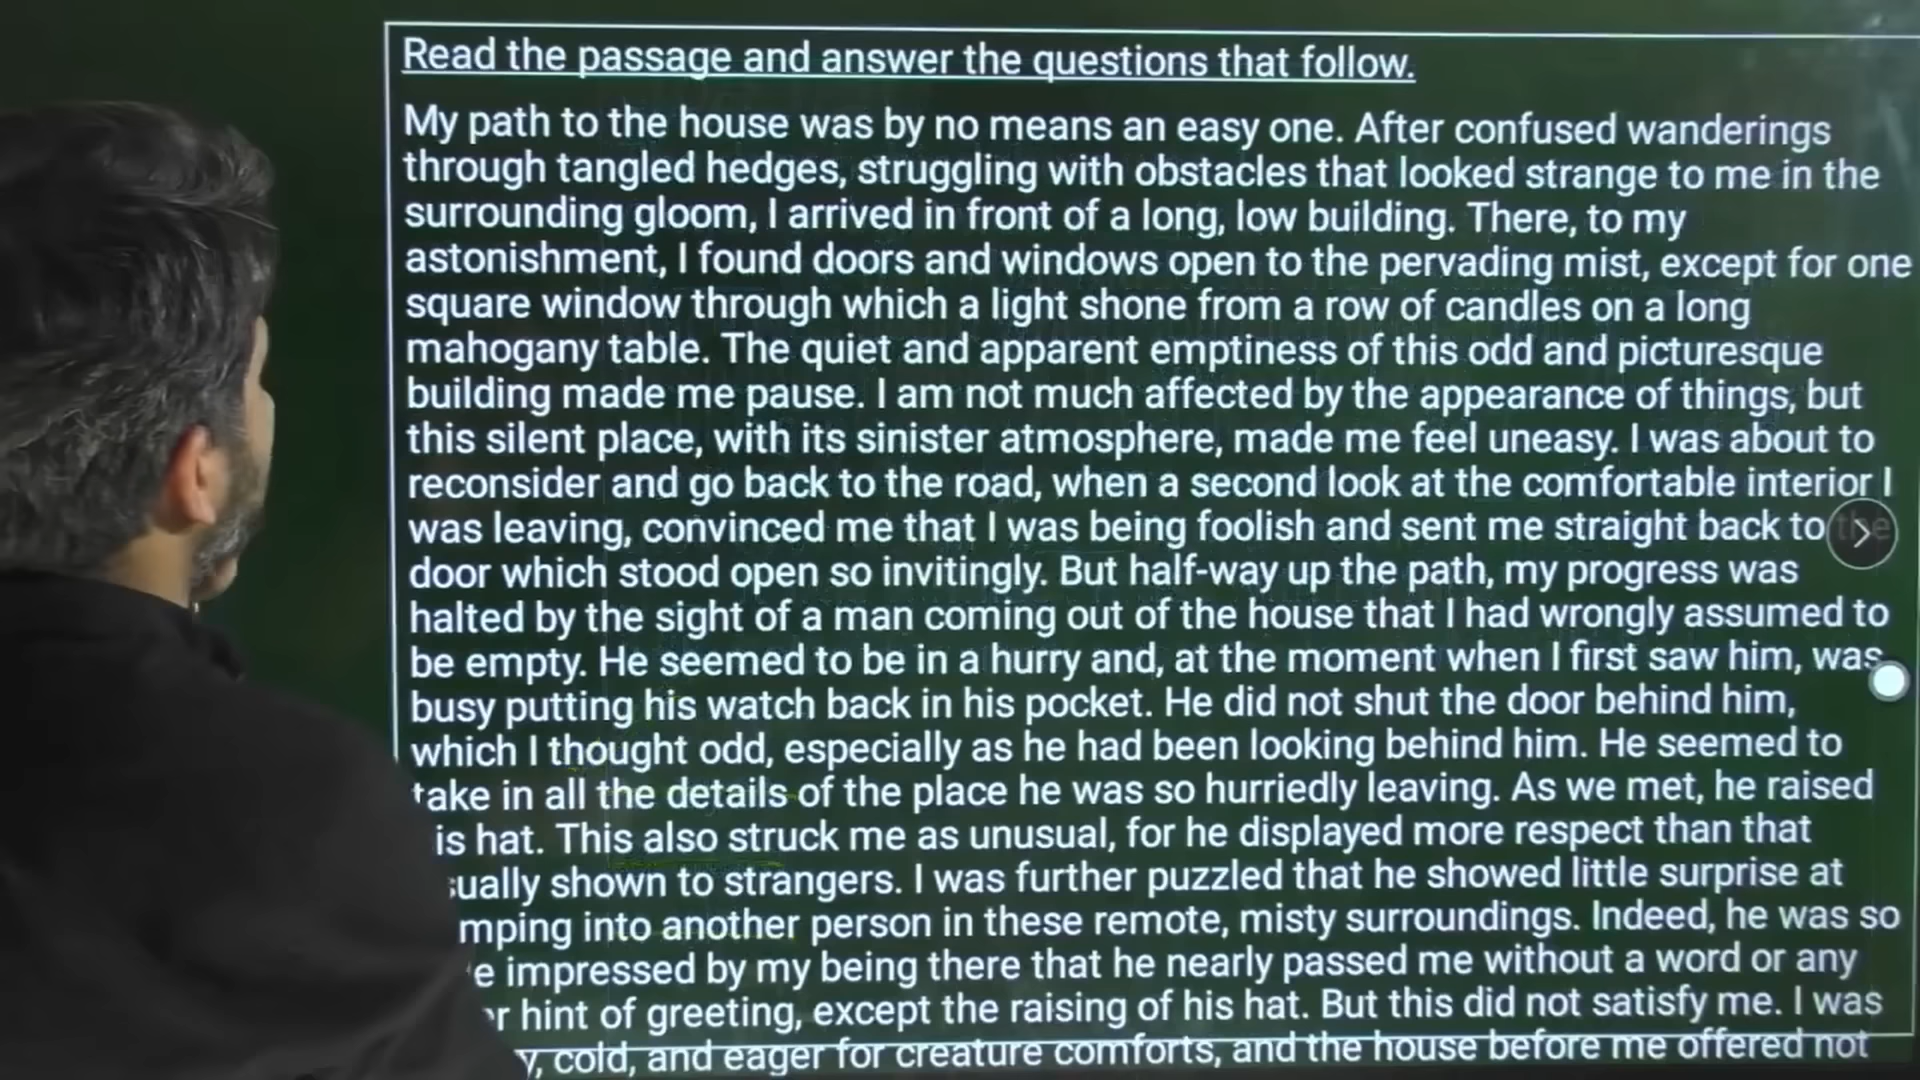 Read the passage and answer the questions that follow.
My path to the house was by no means an easy one. After confused wanderings
through tangled hedges, struggling with obstacles that looked strange to me in the
surrounding gloom, I arrived in front of a long, low building. There, to my
astonishment, I found doors and windows open to the pervading mist, except for one
square window through which a light shone from a row of candles on a long
mahogany table. The quiet and apparent emptiness of this odd and picturesque
building made me pause. I am not much affected by the appearance of things, but
this silent place, with its sinister atmosphere, made me feel uneasy. I was about to
reconsider and go back to the road, when a second look at the comfortable interior I
was leaving, convinced me that I was being foolish and sent me straight back to the
door which stood open so invitingly. But half-way up the path, my progress was
halted by the sight of a man coming out of the house that I had wrongly assumed to
be empty. He seemed to be in a hurry and, at the moment when I first saw him, was
busy putting his watch back in his pocket. He did not shut the door behind him,
which I thought odd, especially as he had been looking behind him. He seemed to
take in all the details of the place he was so hurriedly leaving. As we met, he raised
is hat. This also struck me as unusual, for he displayed more respect than that
sually shown to strangers. I was further puzzled that he showed little surprise at
mping into another person in these remote, misty surroundings. Indeed, he was so
e impressed by my being there that he nearly passed me without a word or any
r hint of greeting, except the raising of his hat. But this did not satisfy me. I was
y, cold, and eager for creature comforts, and the house before me offered not